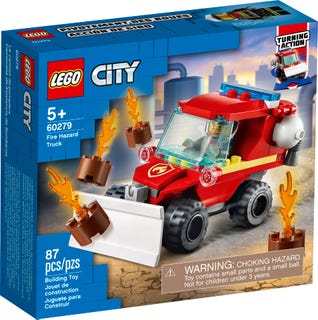 TURNING
ACTION
LEGO CITY
5+
60279
Fire Hazard
Truck
87
pcs/pzs
Building Toy
Jouet de
construction
Juguete para
Construir
WARNING: CHOKING HAZARD.
Toy contains small parts and a small ball.
Not for children under 3 years.